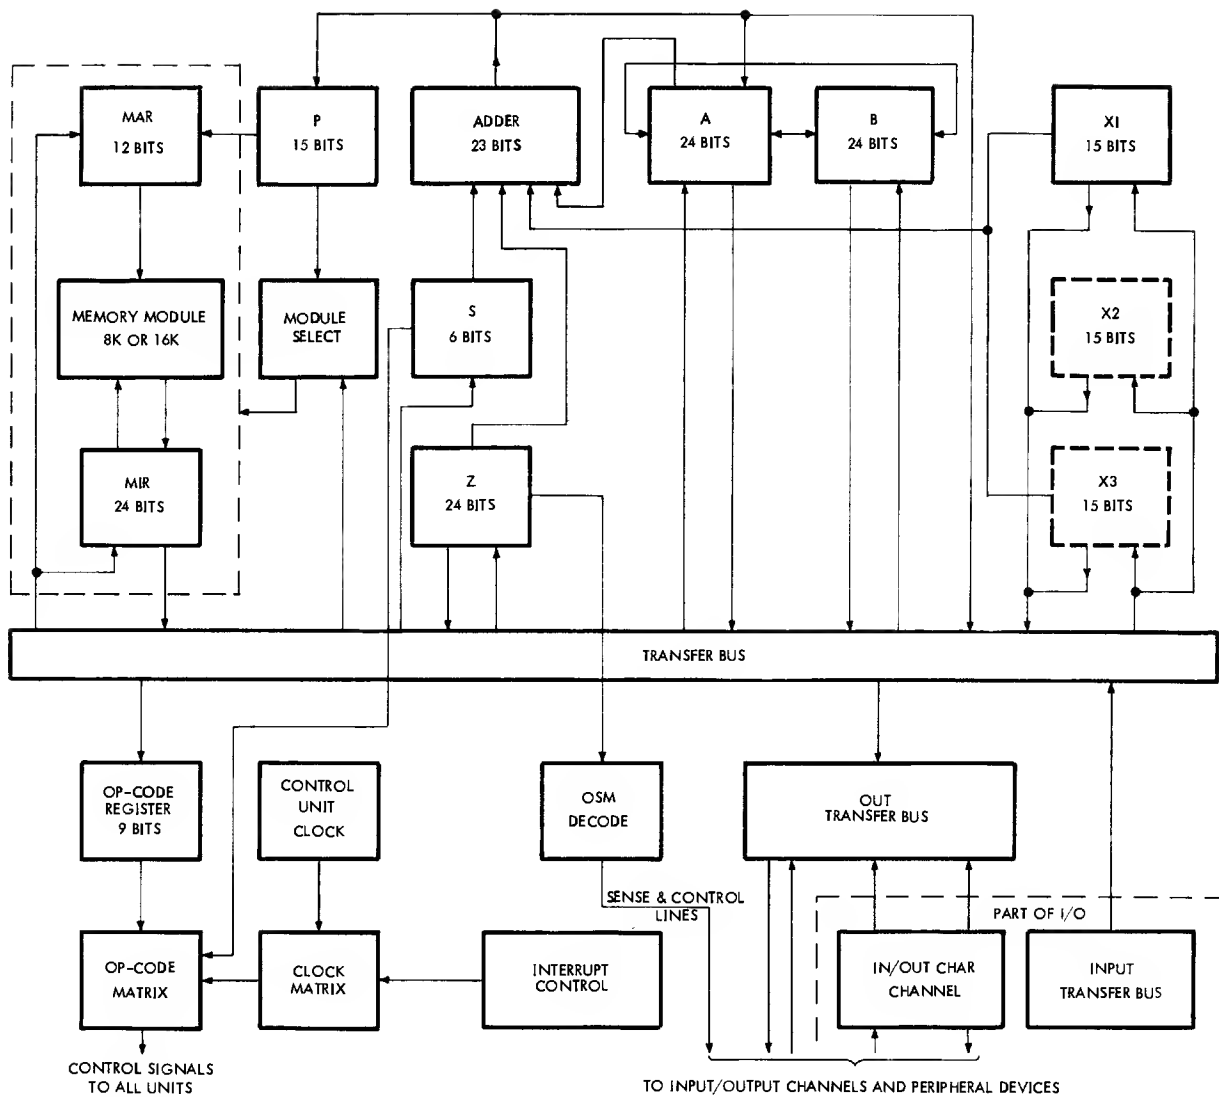 MAR
12 BITS
P
15 BITS
ADDER
23 BITS
A
24 BITS
B
24 BITS
X1
15 BITS
MEMORY MODULE
8K OR 16K
MODULE
SELECT
S
6 BITS
X2
15 BITS
MIR
24 BITS
Z
24 BITS
X3
15 BITS
TRANSFER BUS
OP-CODE
REGISTER
9 BITS
CONTROL
UNIT
CLOCK
OSM
DECODE
OUT
TRANSFER BUS
SENSE & CONTROL
LINES
PART OF I/O
OP-CODE
MATRIX
CLOCK
MATRIX
INTERRUPT
CONTROL
IN/OUT CHAR
CHANNEL
INPUT
TRANSFER BUS
CONTROL SIGNALS
TO ALL UNITS
TO INPUT/OUTPUT CHANNELS AND PERIPHERAL DEVICES